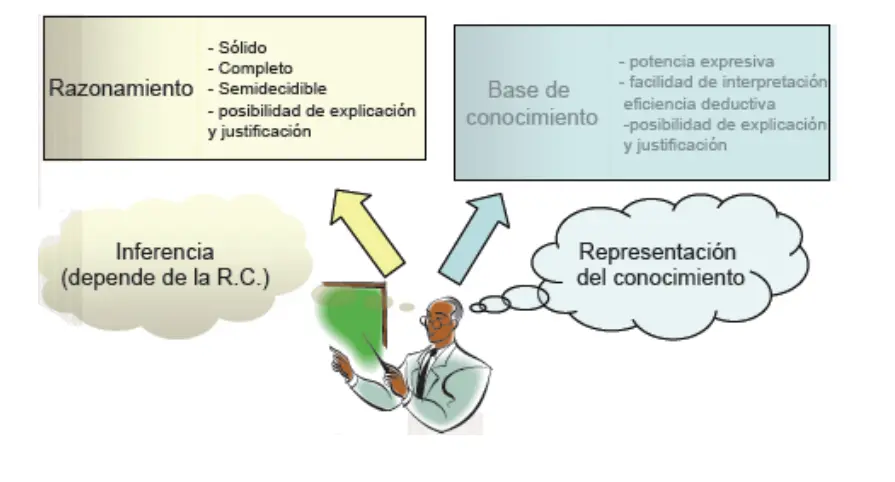 Razonamiento
- Sólido
- Completo
- Semidecidible
- posibilidad de explicación
y justificación
Base de
conocimiento
- potencia expresiva
- facilidad de interpretación
eficiencia deductiva
-posibilidad de explicación
y justificación
Inferencia
(depende de la R.C.)
Representación
del conocimiento